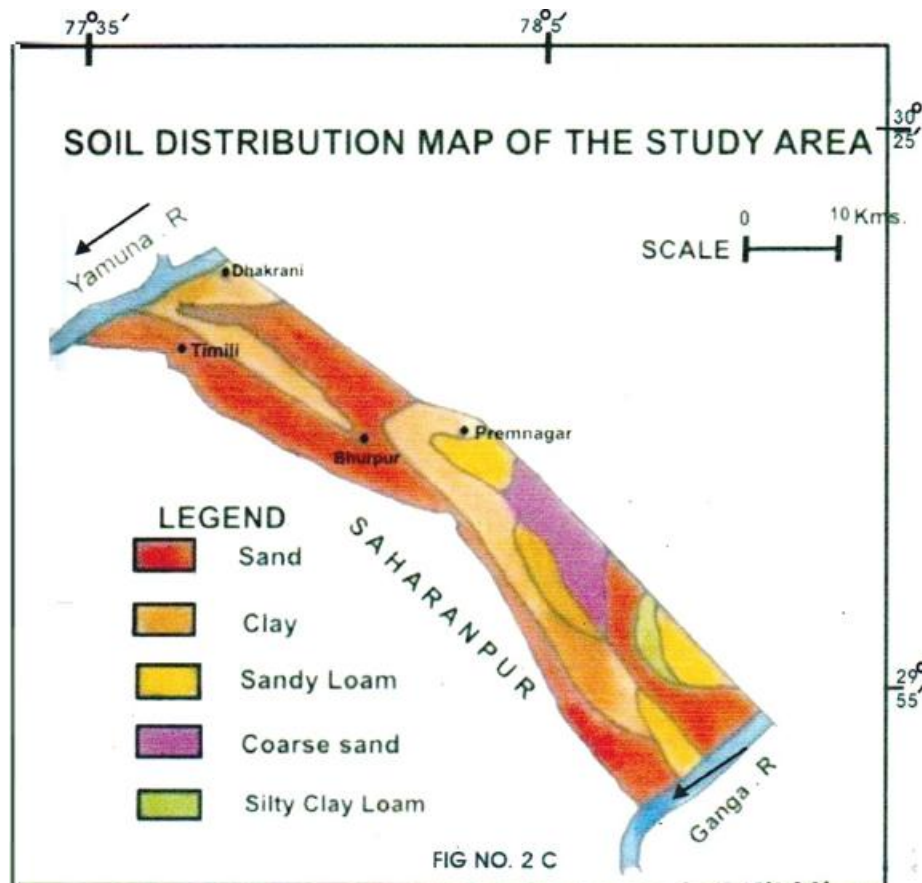 77° 35′
78° 5′
30° 25′
SOIL DISTRIBUTION MAP OF THE STUDY AREA
0 10 Kms.
SCALE
Yamuna . R
Dhakrani
Timili
Premnagar
Bhurpur
SAHARANPUR
LEGEND
Sand
Clay
Sandy Loam
Coarse sand
Silty Clay Loam
29° 55′
Ganga . R
FIG NO. 2 C